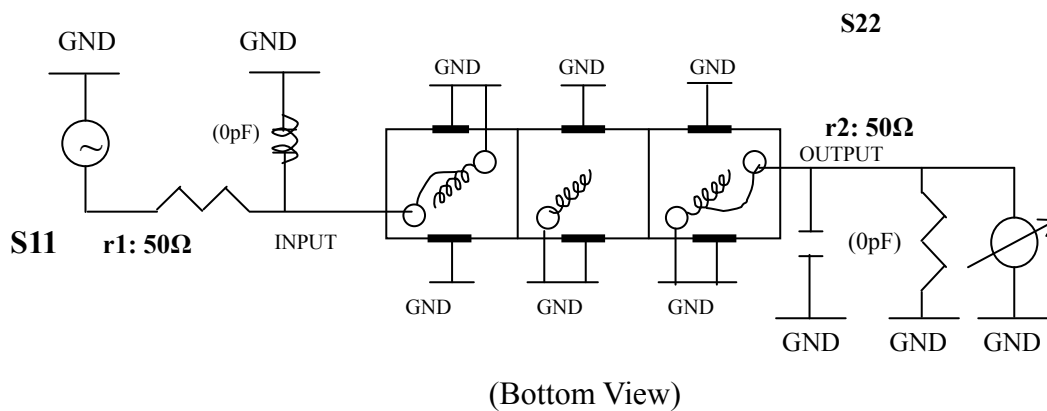 S22
GND
GND
GND
GND
GND
(0pF)
r2: 50Ω
OUTPUT
S11
r1: 50Ω
INPUT
(0pF)
GND
GND
GND
GND
GND
GND
(Bottom View)